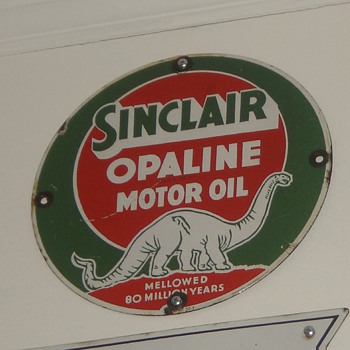 SINCLAIR
OPALINE
MOTOR OIL
MELLOWED
80 MILLION YEARS